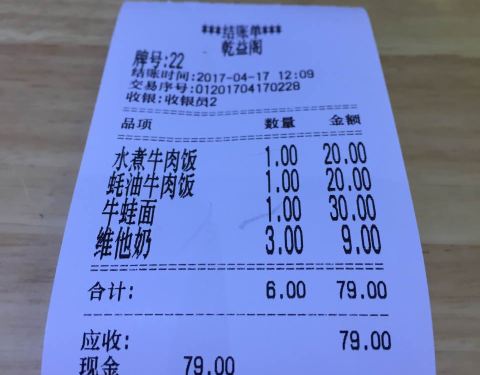 ***结账单***
乾益阁
牌号:22
结账时间:2017-04-17 12:09
交易序号:01201704170228
收银:收银员2
品项 数量 金额
水煮牛肉饭 1.00 20.00
蚝油牛肉饭 1.00 20.00
牛蛙面 1.00 30.00
维他奶 3.00 9.00
合计: 6.00 79.00
应收: 79.00
现金 79.00